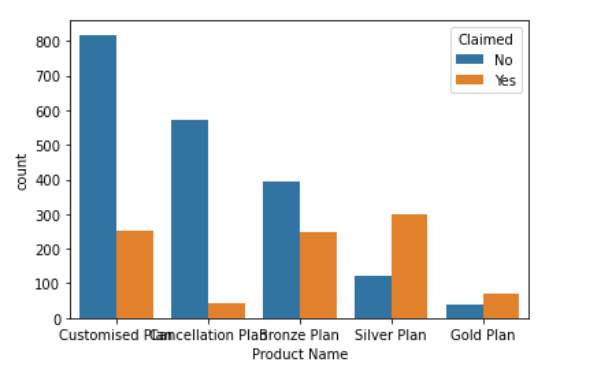 800
700
600
500
400
300
200
100
0
count
Claimed
No
Yes
Customised Plan Cancellation Plan Bronze Plan Silver Plan Gold Plan
Product Name